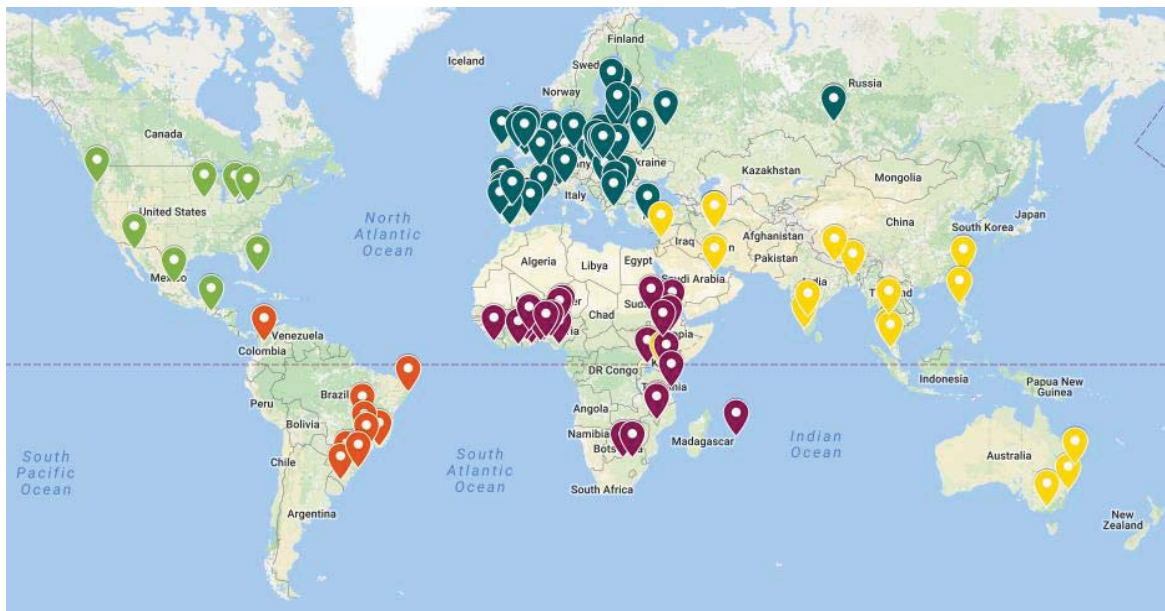 Finland
Iceland
Swed
Norway
Russia
Canada
Ukraine
Kazakhstan
Mongolia
Italy
United States
North
Atlantic
Ocean
China
Japan
South Korea
Iraq
Afghanistan
Pakistan
Algeria
Libya
Egypt
Mexico
Saudi Arabia
India
Sud
Chad
Venezuela
Colombia
DR Congo
Indonesia
Papua New
Guinea
Brazil
Peru
Angola
Bolivia
Namibia
Madagascar
Indian
Ocean
South
Pacific
Ocean
Chile
South
Atlantic
Ocean
South Africa
Australia
Argentina
New
Zealand